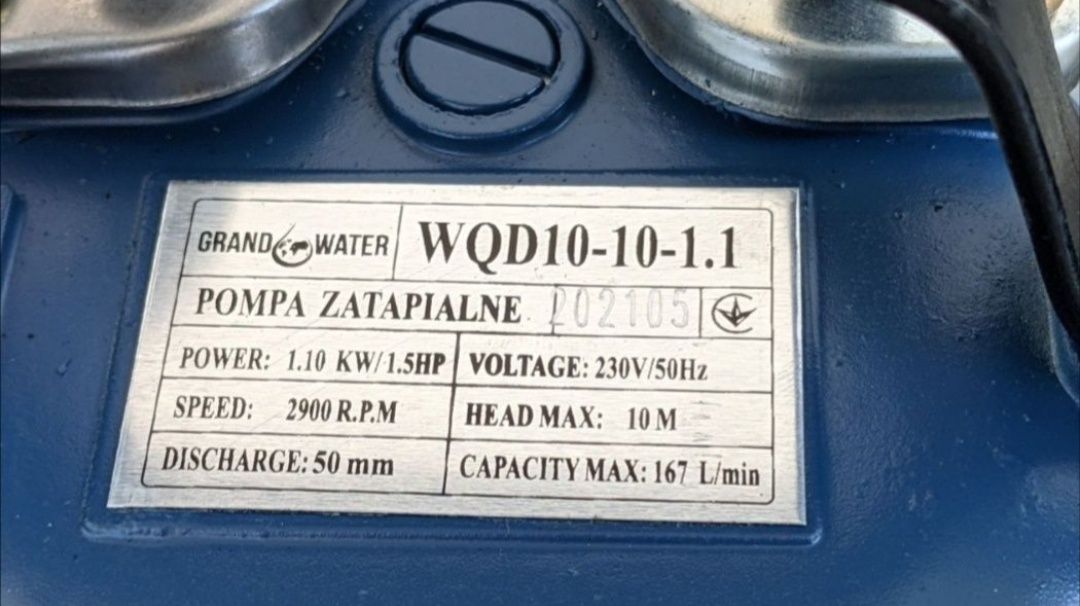 GRAND WATER WQD10-10-1.1
POMPA ZATAPIALNE 202105
POWER: 1.10 KW/1.5HP VOLTAGE: 230V/50Hz
SPEED: 2900 R.P.M HEAD MAX: 10 M
DISCHARGE: 50 mm CAPACITY MAX: 167 L/min